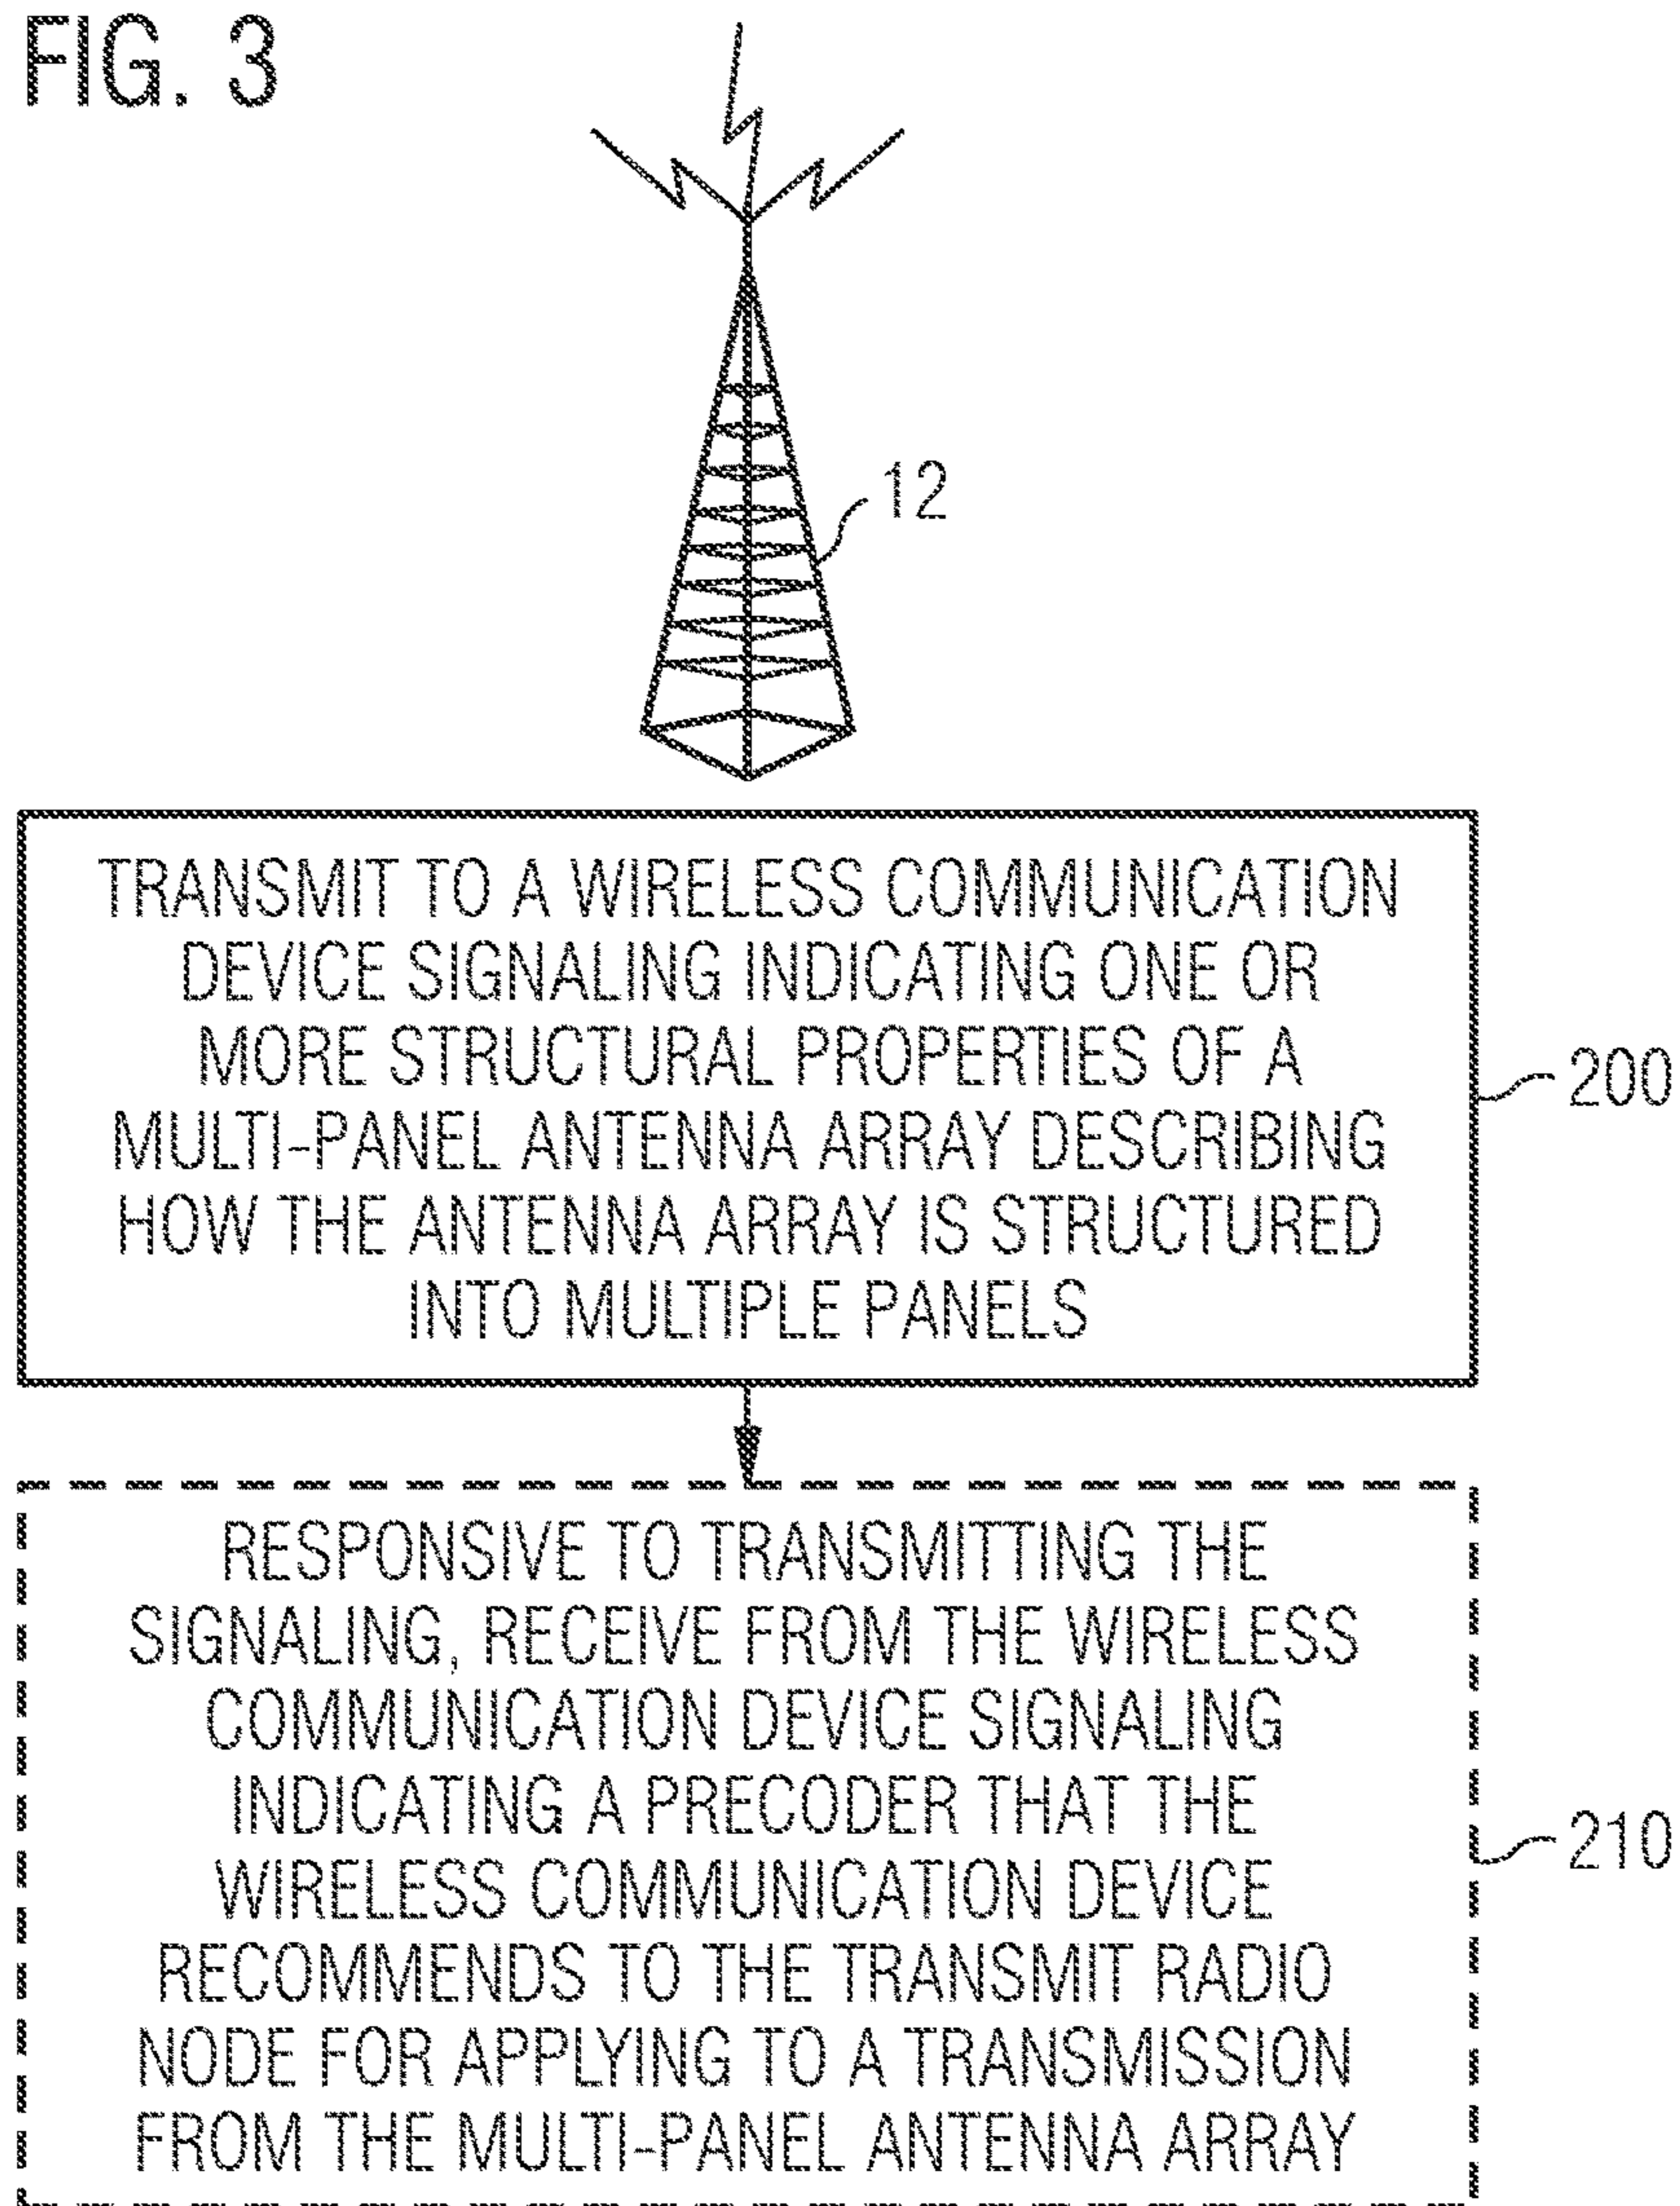 FIG. 3
12
TRANSMIT TO A WIRELESS COMMUNICATION
DEVICE SIGNALING INDICATING ONE OR
MORE STRUCTURAL PROPERTIES OF A
MULTI-PANEL ANTENNA ARRAY DESCRIBING
HOW THE ANTENNA ARRAY IS STRUCTURED
INTO MULTIPLE PANELS
200
RESPONSIVE TO TRANSMITTING THE
SIGNALING, RECEIVE FROM THE WIRELESS
COMMUNICATION DEVICE SIGNALING
INDICATING A PRECODER THAT THE
WIRELESS COMMUNICATION DEVICE
RECOMMENDS TO THE TRANSMIT RADIO
NODE FOR APPLYING TO A TRANSMISSION
FROM THE MULTI-PANEL ANTENNA ARRAY
210